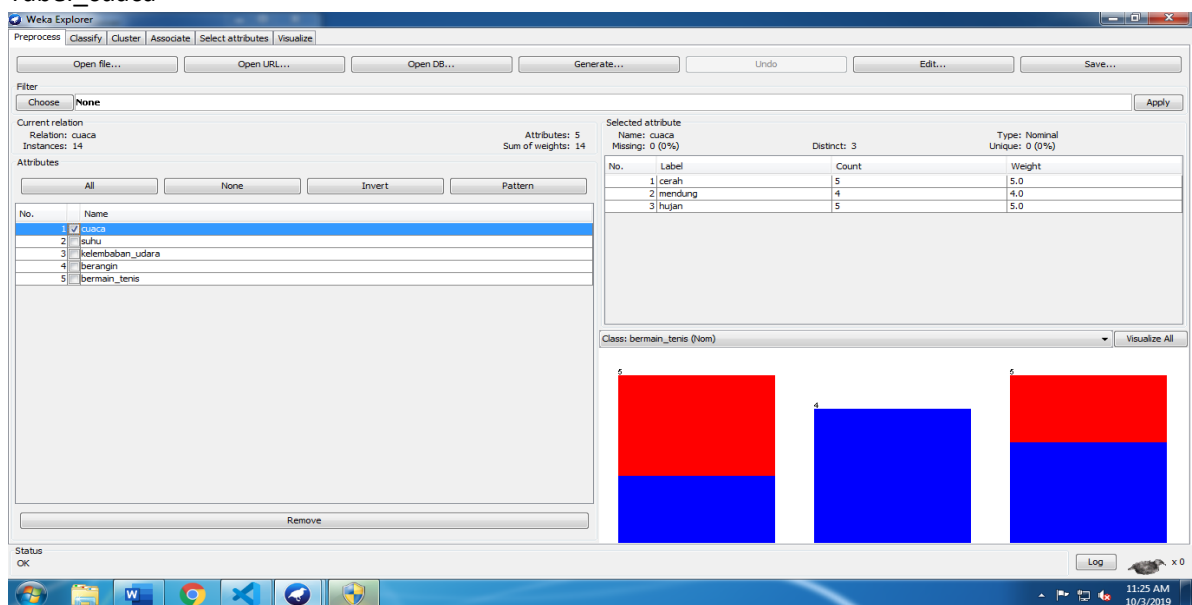 Weka Explorer
Preprocess Classify Cluster Associate Select attributes Visualize
Open file... Open URL... Open DB... Generate... Undo Edit... Save...
Filter
Choose None Apply
Current relation
Relation: cuaca Attributes: 5
Instances: 14 Sum of weights: 14
Attributes
All None Invert Pattern
No. Name
1 cuaca
2 suhu
3 kelembaban_udara
4 berangin
5 bermain_tenis
Remove
Selected attribute
Name: cuaca Type: Nominal
Missing: 0 (0%) Distinct: 3 Unique: 0 (0%)
No. Label Count Weight
1 cerah 5 5.0
2 mendung 4 4.0
3 hujan 5 5.0
Class: bermain_tenis (Nom) Visualize All
5 4 5
Status
OK Log x 0
W
11:25 AM
10/3/2019